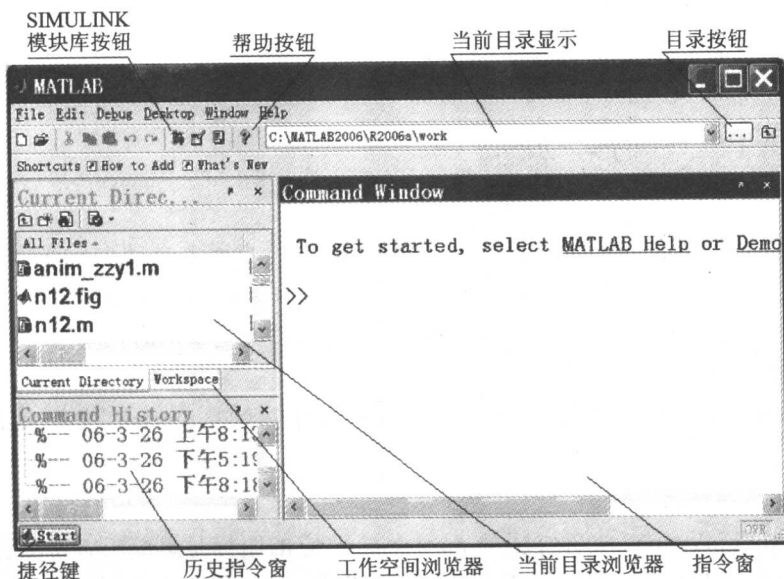 SIMULINK
模块库按钮
帮助按钮
当前目录显示
目录按钮
MATLAB
File Edit Debug Desktop Window Help
C:\MATLAB2006\R2006a\work
...
Shortcuts How to Add What's New
Current Direc...
All Files
anim_zzy1.m
n12.fig
n12.m
Current Directory Workspace
Command History
%-- 06-3-26 上午8:1
%-- 06-3-26 下午5:19
%-- 06-3-26 下午8:18
Command Window
To get started, select MATLAB Help or Demo
>>
Start
OVR
捷径键
历史指令窗
工作空间浏览器
当前目录浏览器
指令窗